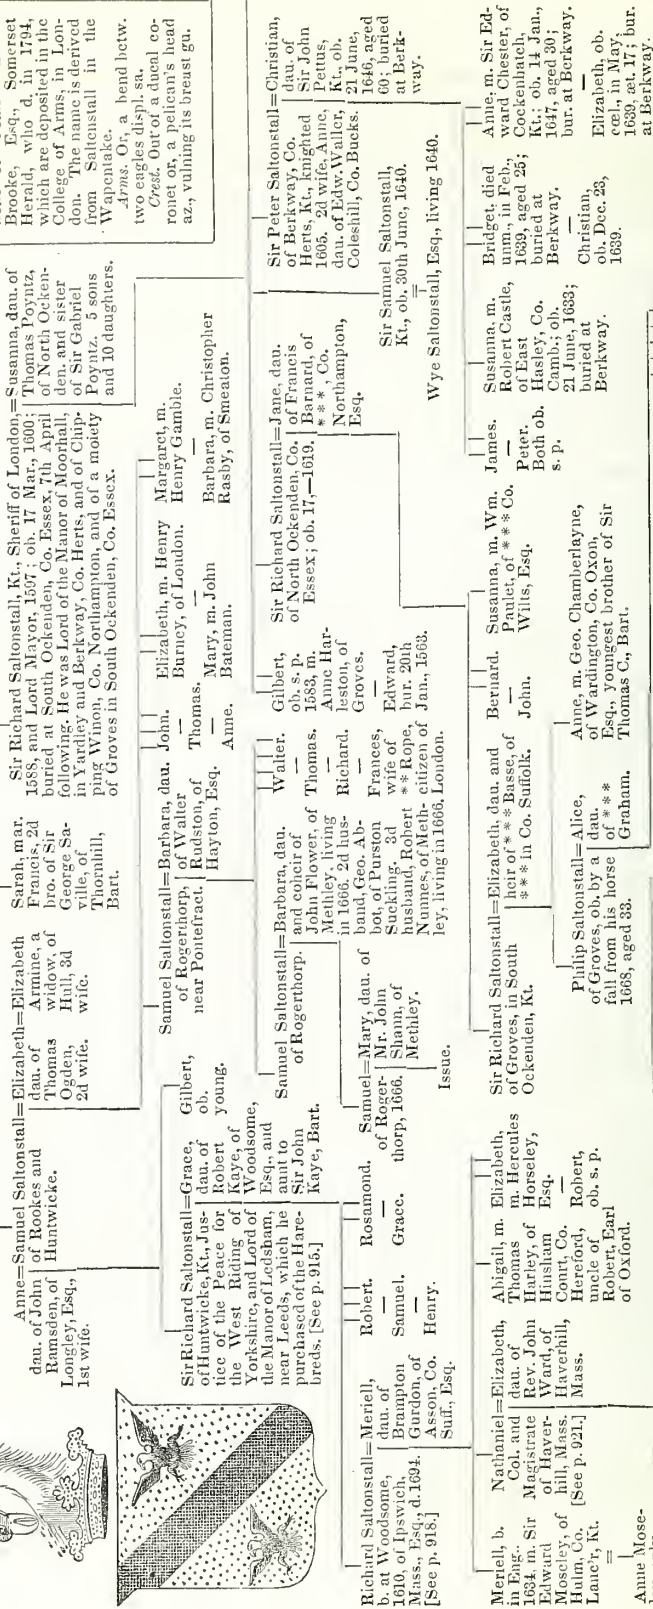 Brooke, Esq., Somerset
Herald, who d. in 1794,
which are deposited in the
College of Arms, in Lon-
don. The name is derived
from Saltenstall in the
Wapentake.
Arms. Or, a bend betw.
two eagles displ. sa.
Crest. Out of a ducal co-
ronet or, a pelican's head
az., vulning its breast gu.
Anne=Samuel Saltonstall=Elizabeth=Elizabeth
dau. of John
Ramsden, of
Longley, Esq.,
1st wife.
of Rookes and
Huntwicke.
dau. of
Thomas
Ogden,
2d wife.
Armine, a
widow, of
Hull, 3d
wife.
Sarah, mar.
Francis, 2d
bro. of Sir
George Sa-
ville, of
Thornhill,
Bart.
Sir Richard Saltonstall, Kt., Sheriff of London,=Susanna, dau. of
1588, and Lord Mayor, 1597; ob. 17 Mar., 1600;
buried at South Ockenden, Co. Essex, 7th April
following. He was Lord of the Manor of Moorhall,
in Yardley and Berkway, Co. Herts, and of Chip-
ping Winon, Co. Northampton, and of a moiety
of Groves in South Ockenden, Co. Essex.
Thomas Poyntz,
of North Ocken-
den, and sister
of Sir Gabriel
Poyntz. 5 sons
and 10 daughters.
Sir Richard Saltonstall=Grace,
of Huntwicke, Kt., Jus-
tice of the Peace for
the West Riding of
Yorkshire, and Lord of
the Manor of Ledsham,
near Leeds, which he
purchased of the Hare-
breds. [See p. 915.]
dau. of
Robert
Kaye, of
Woodsome,
Esq., and
aunt to
Sir John
Kaye, Bart.
Gilbert,
ob.
young.
Samuel Saltonstall=Barbara, dau.
of Rogerthorp,
near Pontefract.
of Walter
Rudston, of
Hayton, Esq.
John.
—
Thomas.
—
Anne.
Elizabeth, m. Henry
Burney, of London.
—
Mary, m. John
Bateman.
Margaret, m.
Henry Gamble.
—
Barbara, m. Christopher
Rasby, of Smeaton.
Samuel Saltonstall=Barbara, dau.
of Rogerthorp.
and coheir of
John Flower, of
Methley, living
in 1666. 2d hus-
band, Geo. Ab-
bot, of Purston
Suckling. 3d
husband, Robert
Nunnes, of Meth-
ley, living in 1666.
Walter.
—
Thomas.
—
Richard.
—
Frances,
wife of
** Rope,
citizen of
London.
Gilbert,
ob. s. p.
1583, m.
Anne Har-
leston, of
Groves.
—
Edward,
bur. 20th
Jan., 1563.
Sir Richard Saltonstall=Jane, dau.
of North Ockenden, Co.
Essex; ob. 17,—1619.
of Francis
Barnard, of
* * *, Co.
Northampton,
Esq.
Sir Peter Saltonstall=Christian,
of Berkway, Co.
Herts, Kt., knighted
1605. 2d wife, Anne,
dau. of Edw. Waller,
Coleshill, Co. Bucks.
dau. of
Sir John
Pettus,
Kt., ob.
21 June,
1646, aged
60; buried
at Berk-
way.
Sir Samuel Saltonstall,
Kt., ob. 30th June, 1640.
=
Wye Saltonstall, Esq., living 1640.
Richard Saltonstall=Meriell,
b. at Woodsome,
1610, of Ipswich,
Mass., Esq., d. 1694.
[See p. 918.]
dau. of
Brampton
Gurdon, of
Asson, Co.
Suff., Esq.
Robert.
—
Samuel.
—
Henry.
Rosamond.
—
Grace.
Samuel=Mary, dau. of
of Roger-
thorp, 1666.
Mr. John
Shann, of
Methley.
Issue.
Sir Richard Saltonstall=Elizabeth, dau. and
of Groves, in South
Ockenden, Kt.
heir of * * * Basse, of
* * * in Co. Suffolk.
Bernard.
—
John.
Susanna, m. Wm.
Paulet, of * * * Co.
Wilts, Esq.
James.
—
Peter.
Both ob.
s. p.
Susanna, m.
Robert Castle,
of East
Hasley, Co.
Camb.; ob.
21 June, 1633;
buried at
Berkway.
Bridget, died
unm., in Feb.,
1639, aged 25;
buried at
Berkway.
—
Christian,
ob. Dec. 23,
1639.
Anne, m. Sir Ed-
ward Chester, of
Cockenbach,
Kt.; ob. 14 Jan.,
1647, aged 30;
bur. at Berkway.
—
Elizabeth, ob.
cœl., in May,
1639, æt. 17; bur.
at Berkway.
Meriell, b.
in Eng.,
1634, m. Sir
Edward
Moseley, of
Hulm, Co.
Lanc'r, Kt.
=
Anne Mose-
Nathaniel=Elizabeth,
Col. and
Magistrate
of Haver-
hill, Mass.
[See p. 921.]
dau. of
Rev. John
Ward, of
Haverhill,
Mass.
Abigail, m.
Thomas
Harley, of
Hinsham
Court, Co.
Hereford,
uncle of
Robert, Earl
of Oxford.
Elizabeth,
m. Hercules
Horseley,
Esq.
—
Robert,
ob. s. p.
Philip Saltonstall=Alice,
of Groves, ob. by a
fall from his horse
1668, aged 33.
dau.
of * * *
Graham.
Anne, m. Geo. Chamberlayne,
of Wardington, Co. Oxon,
Esq., youngest brother of Sir
Thomas C., Bart.